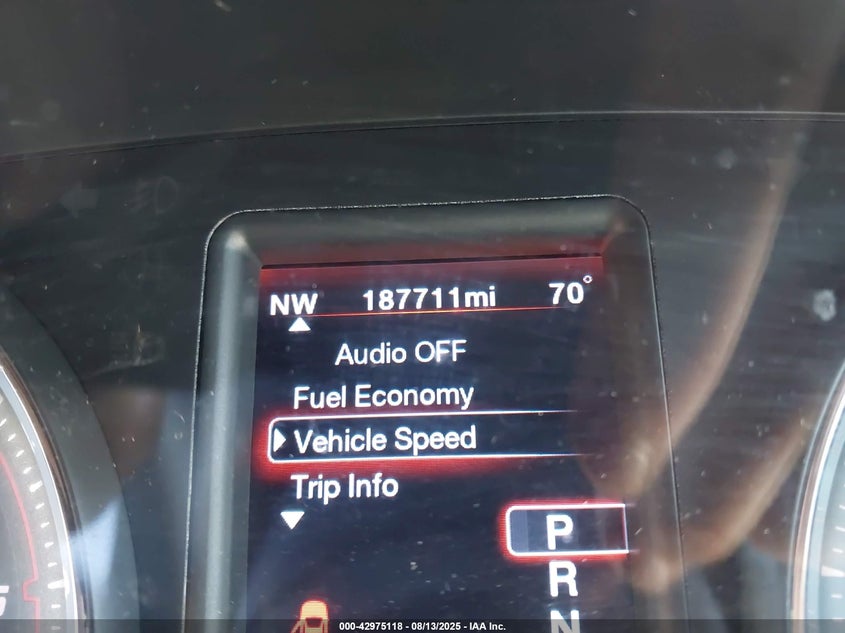 NW 187711mi 70°
Audio OFF
Fuel Economy
Vehicle Speed
Trip Info
P
R
N
000-42975118 - 08/13/2025 - IAA Inc.